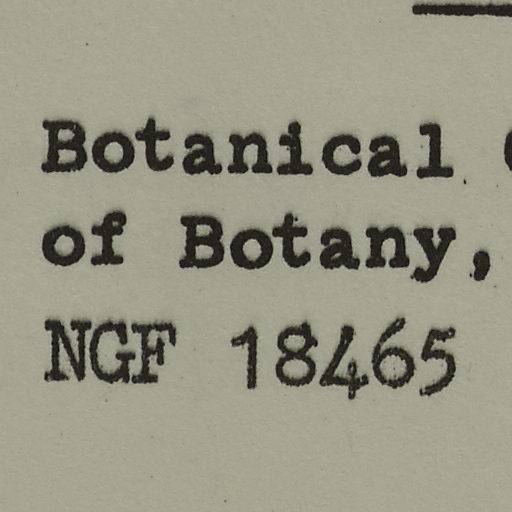 Botanical
of Botany,
NGF 18465